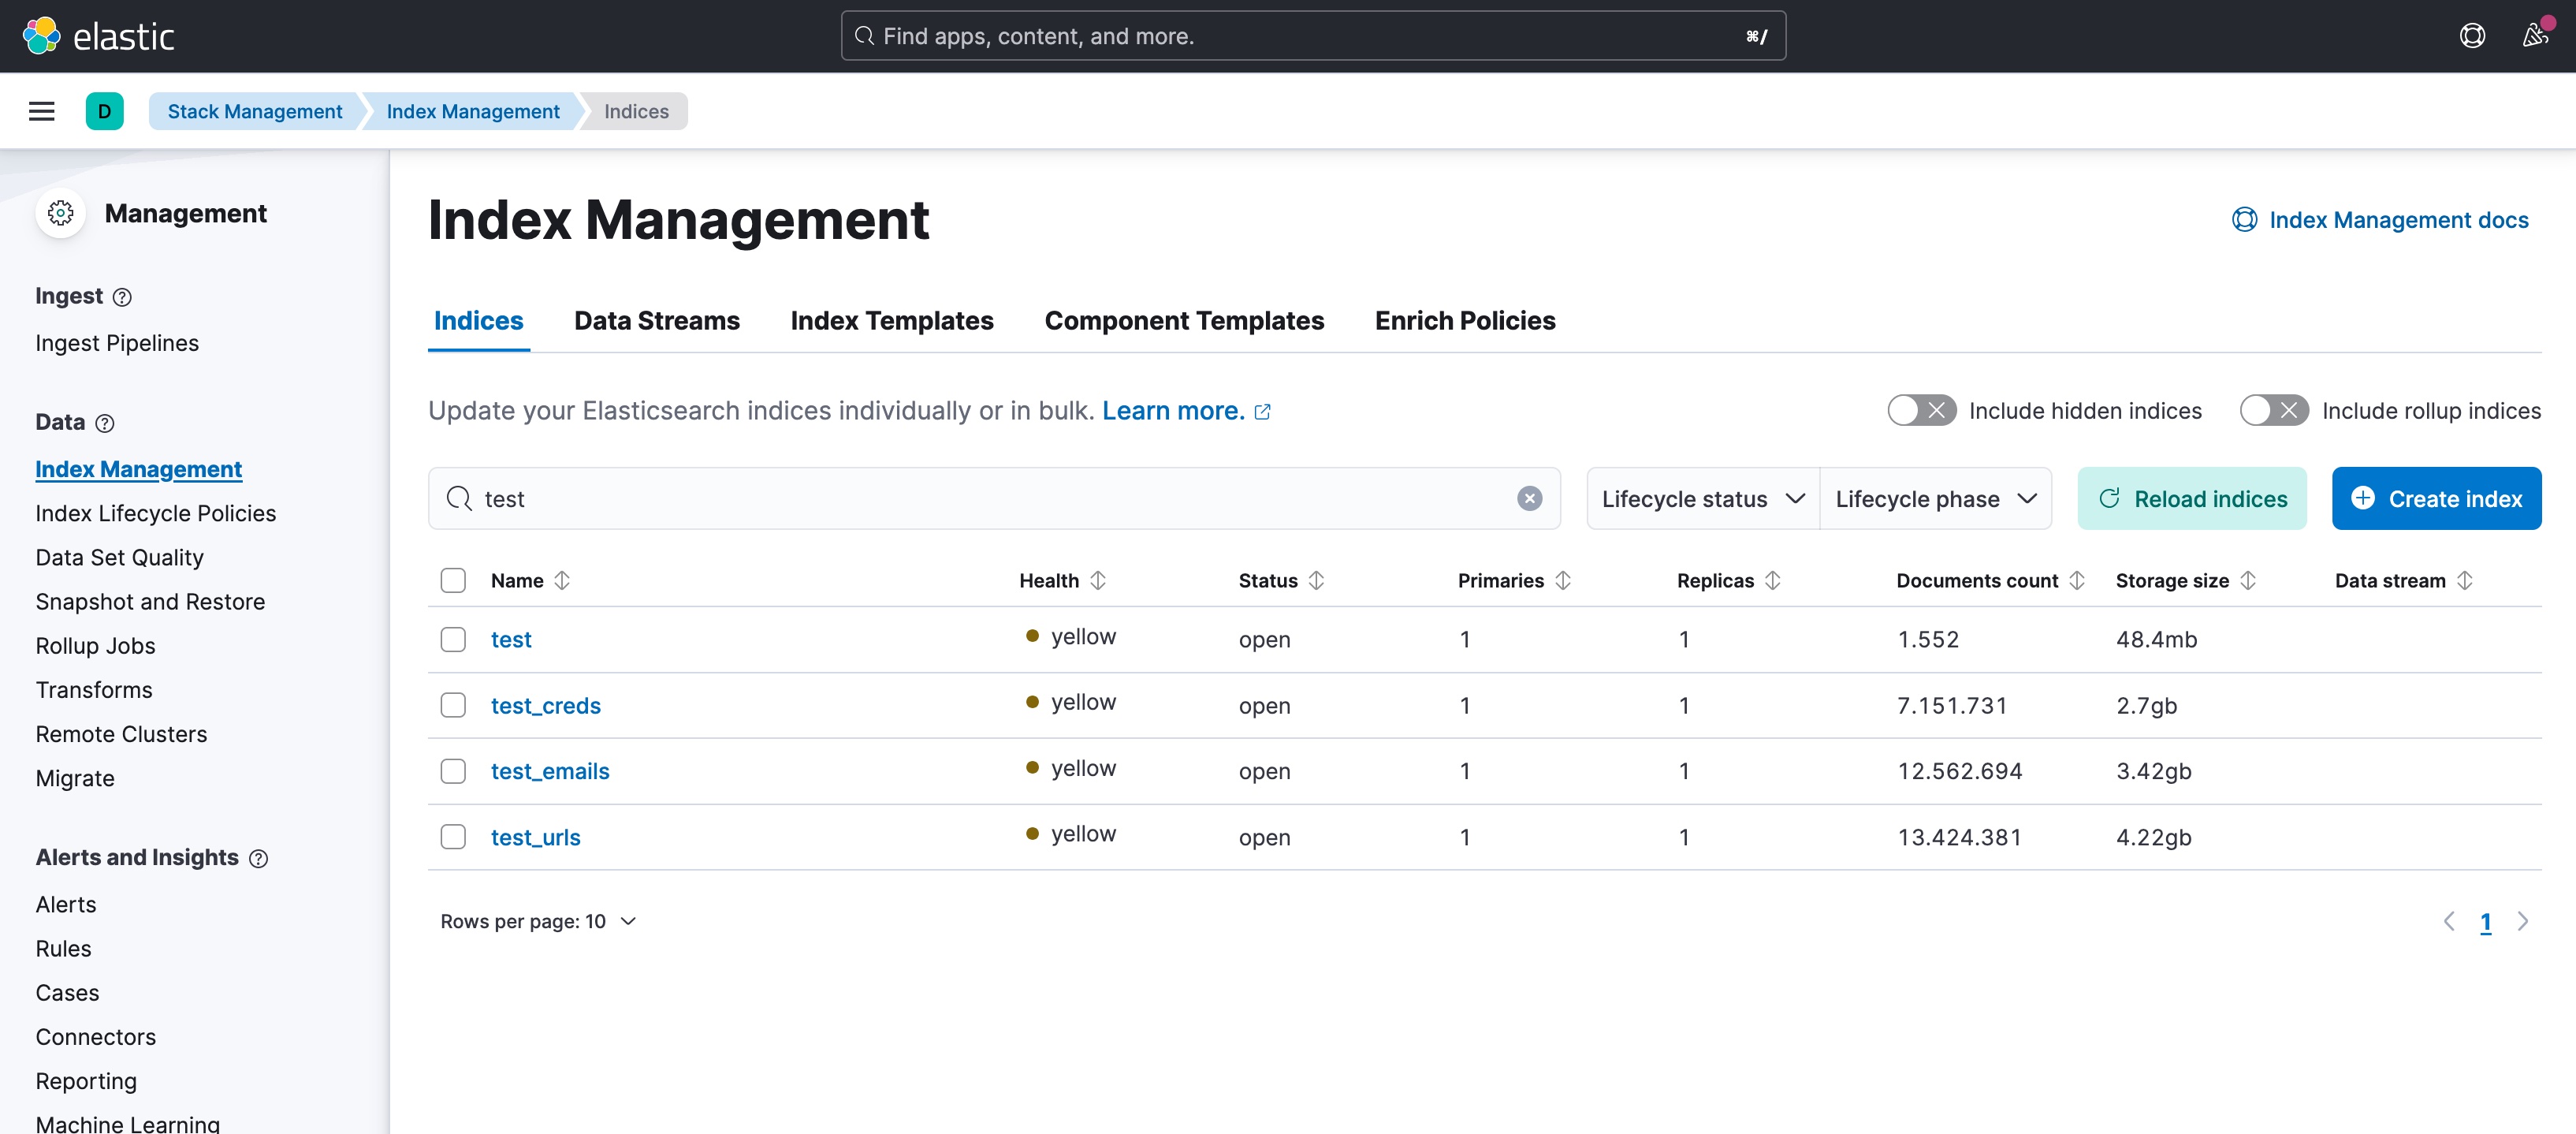 elastic
Find apps, content, and more. ⌘/
D Stack Management Index Management Indices
Management
Ingest
Ingest Pipelines
Data
Index Management
Index Lifecycle Policies
Data Set Quality
Snapshot and Restore
Rollup Jobs
Transforms
Remote Clusters
Migrate
Alerts and Insights
Alerts
Rules
Cases
Connectors
Reporting
Machine Learning
Index Management
Index Management docs
Indices Data Streams Index Templates Component Templates Enrich Policies
Update your Elasticsearch indices individually or in bulk. Learn more.
Include hidden indices Include rollup indices
test
Lifecycle status Lifecycle phase Reload indices Create index
Name Health Status Primaries Replicas Documents count Storage size Data stream
test yellow open 1 1 1.552 48.4mb
test_creds yellow open 1 1 7.151.731 2.7gb
test_emails yellow open 1 1 12.562.694 3.42gb
test_urls yellow open 1 1 13.424.381 4.22gb
Rows per page: 10
1